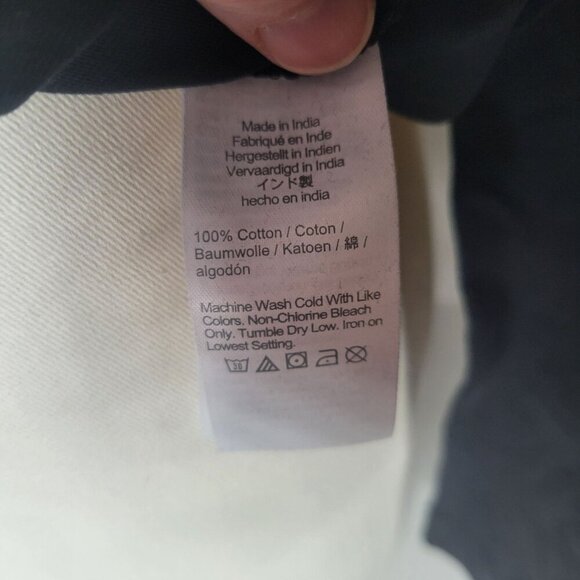 Made in India
Fabriqué en Inde
Hergestellt in Indien
Vervaardigd in India
インド製
hecho en india
100% Cotton / Coton /
Baumwolle / Katoen / 綿 /
algodón
Machine Wash Cold With Like
Colors. Non-Chlorine Bleach
Only. Tumble Dry Low. Iron on
Lowest Setting.
30